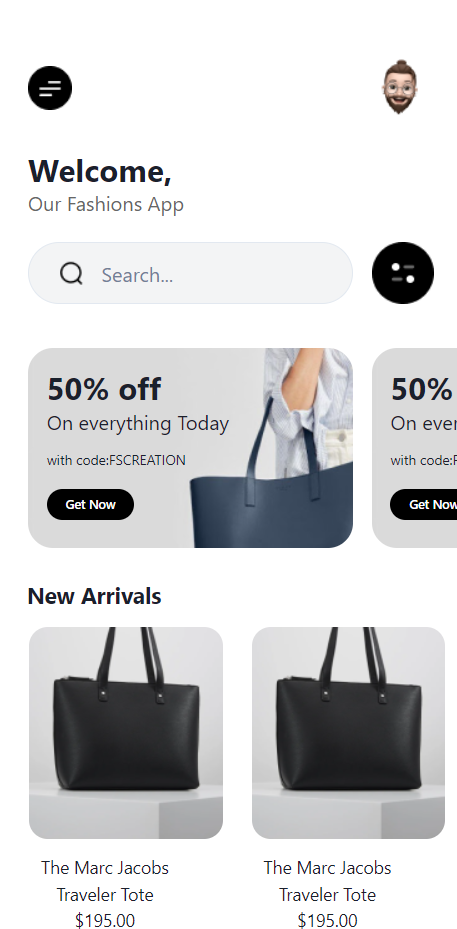 Welcome,
Our Fashions App
Search...
50% off
On everything Today
with code:FSCREATION
Get Now
50%
On ever
with code:F
Get Now
New Arrivals
The Marc Jacobs
Traveler Tote
$195.00
The Marc Jacobs
Traveler Tote
$195.00